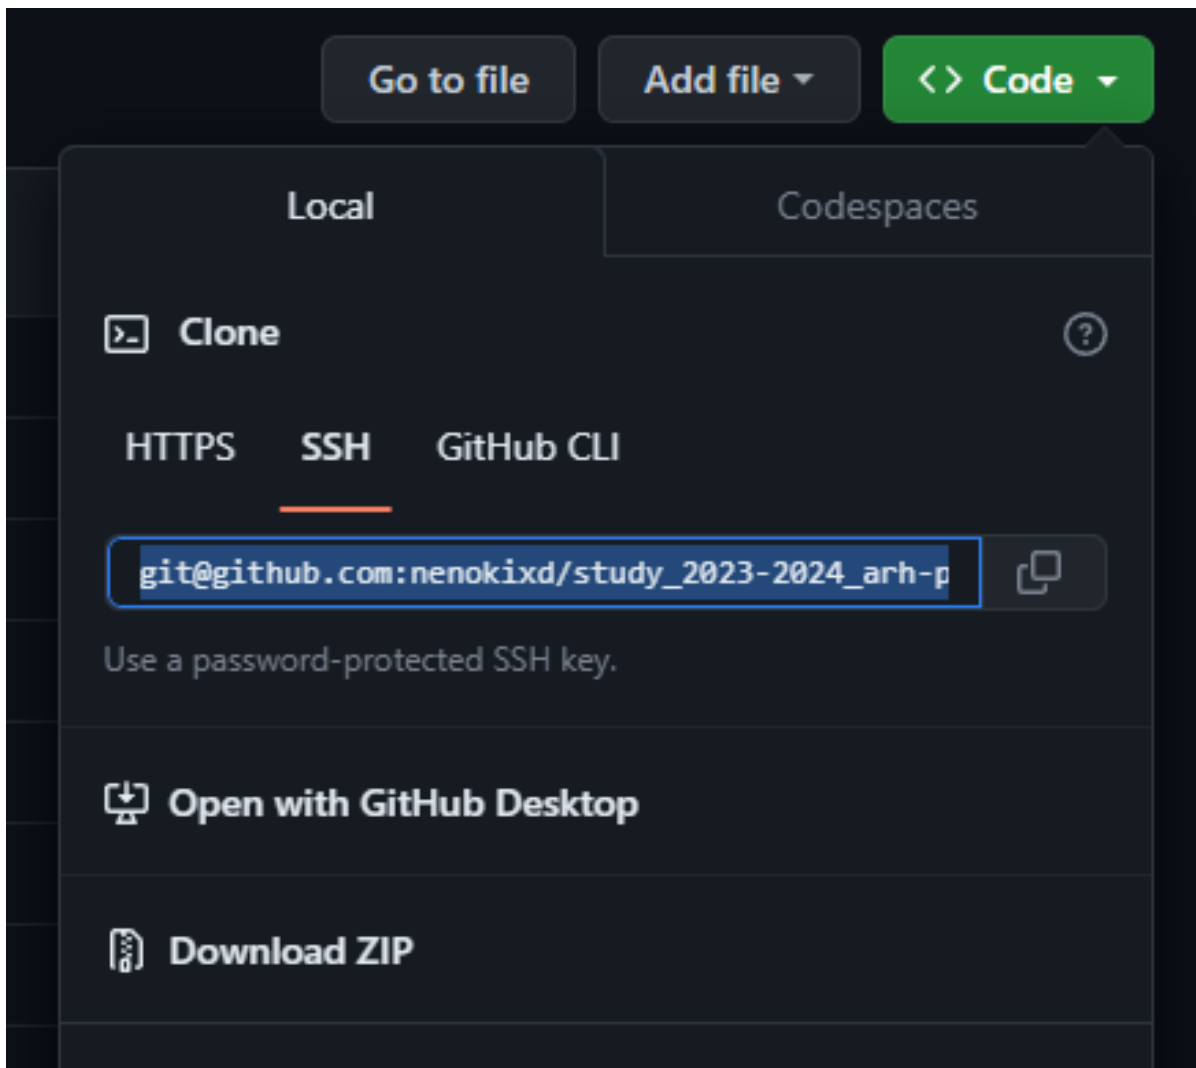 Go to file Add file Code
Local Codespaces
Clone
HTTPS SSH GitHub CLI
git@github.com:nenokixd/study_2023-2024_arh-p
Use a password-protected SSH key.
Open with GitHub Desktop
Download ZIP